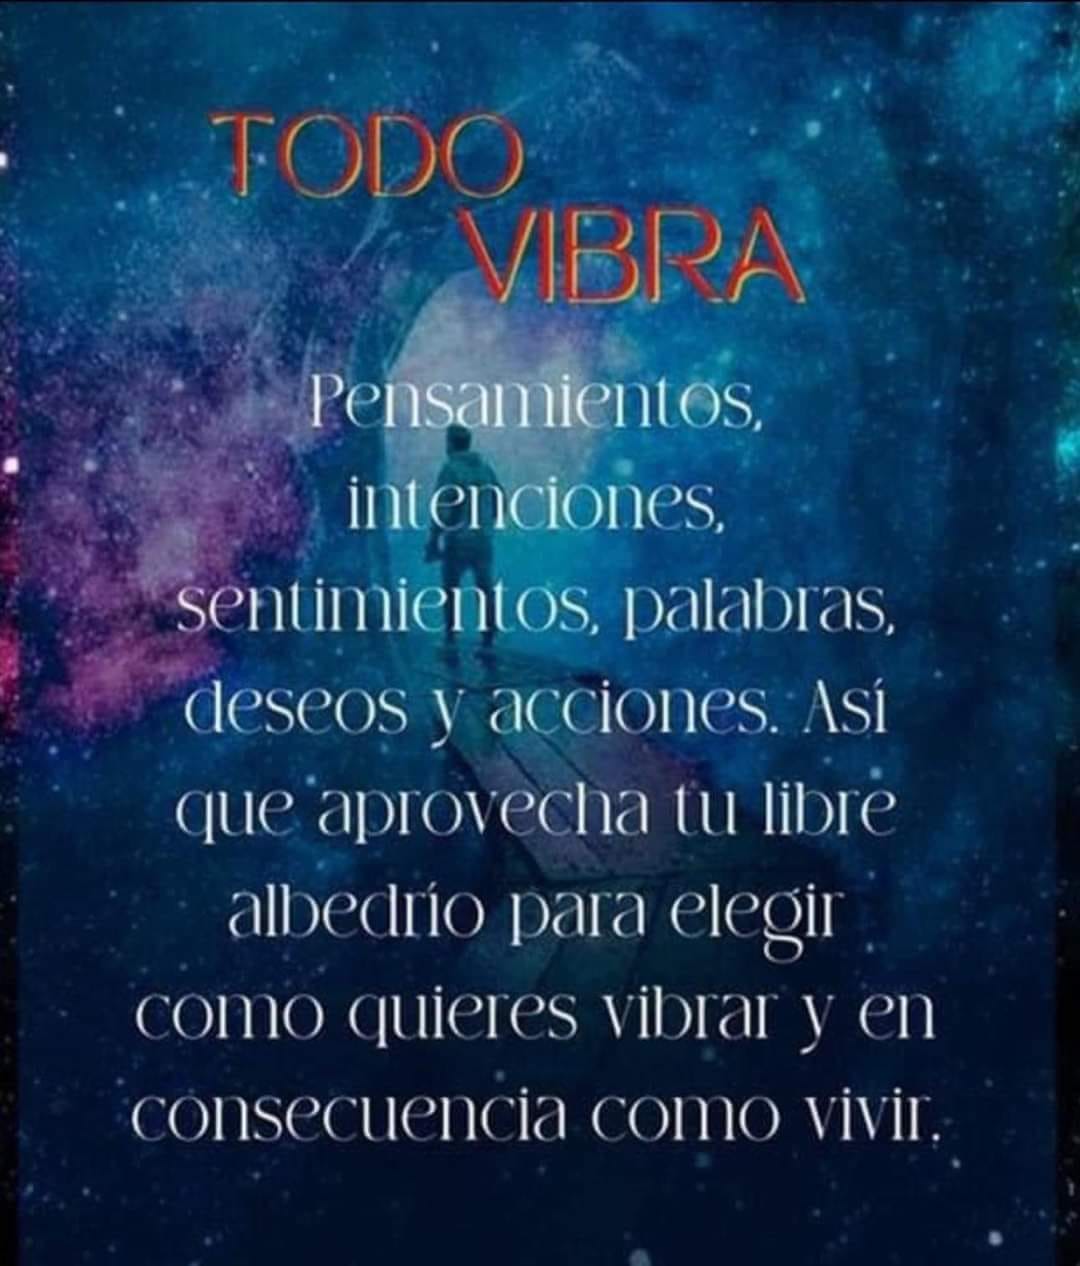 TODO
VIBRA
Pensamientos,
intenciones,
sentimientos, palabras,
deseos y acciones. Así
que aprovecha tu libre
albedrío para elegir
como quieres vibrar y en
consecuencia como vivir.